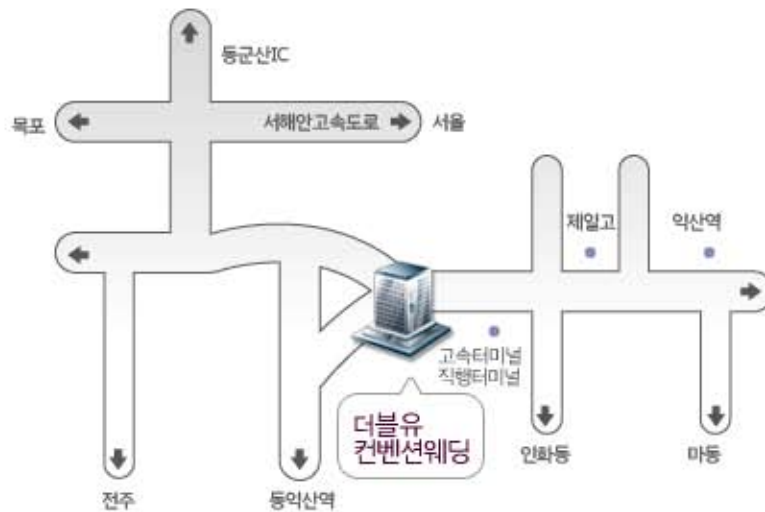 동군산IC
목포
서해안고속도로
서울
제일고
익산역
고속터미널
직행터미널
더블유
컨벤션웨딩
인화동
마동
전주
동익산역